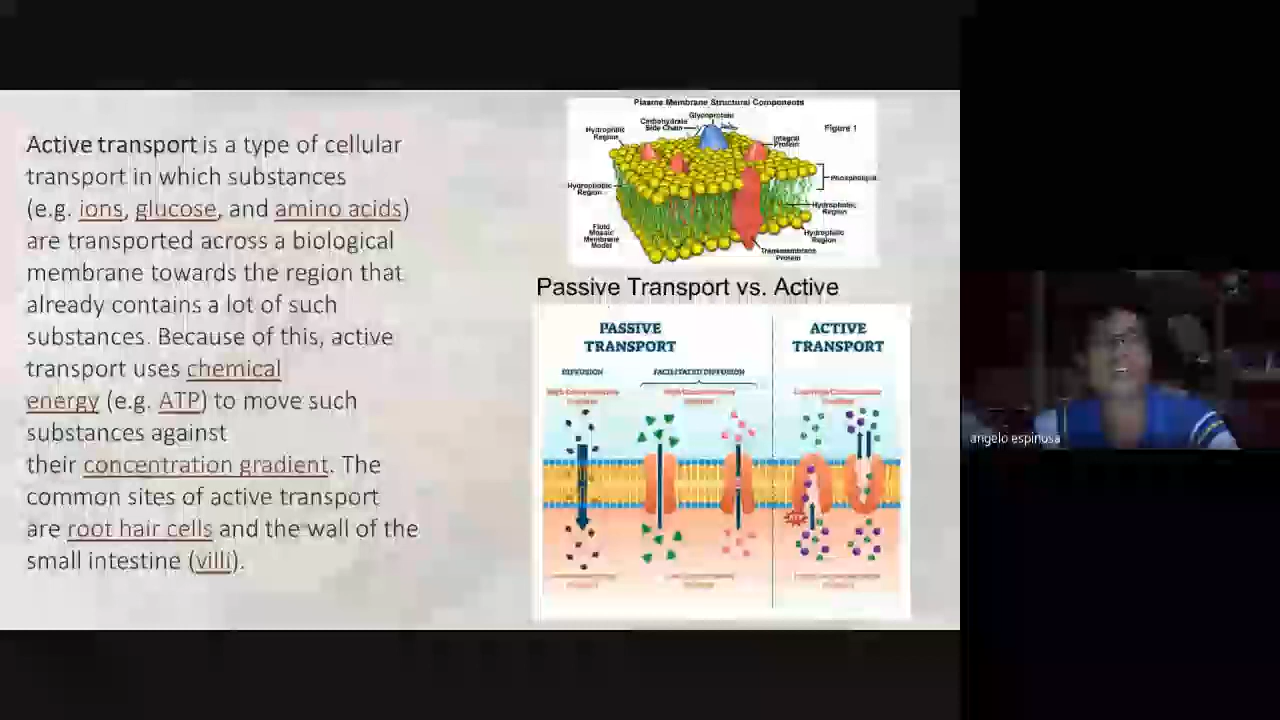 Active transport is a type of cellular
transport in which substances
(e.g. ions, glucose, and amino acids)
are transported across a biological
membrane towards the region that
already contains a lot of such
substances. Because of this, active
transport uses chemical
energy (e.g. ATP) to move such
substances against
their concentration gradient. The
common sites of active transport
are root hair cells and the wall of the
small intestine (villi).
Plasma Membrane Structural Components
Glycoprotein
Carbohydrate
Side Chain
Figure 1
Hydrophilic
Region
Integral
Protein
Phospholipid
Hydrophobic
Region
Hydrophobic
Region
Fluid
Mosaic
Membrane
Model
Hydrophilic
Region
Transmembrane
Protein
Passive Transport vs. Active
PASSIVE
TRANSPORT
ACTIVE
TRANSPORT
DIFFUSION
FACILITATED DIFFUSION
angelo espinosa